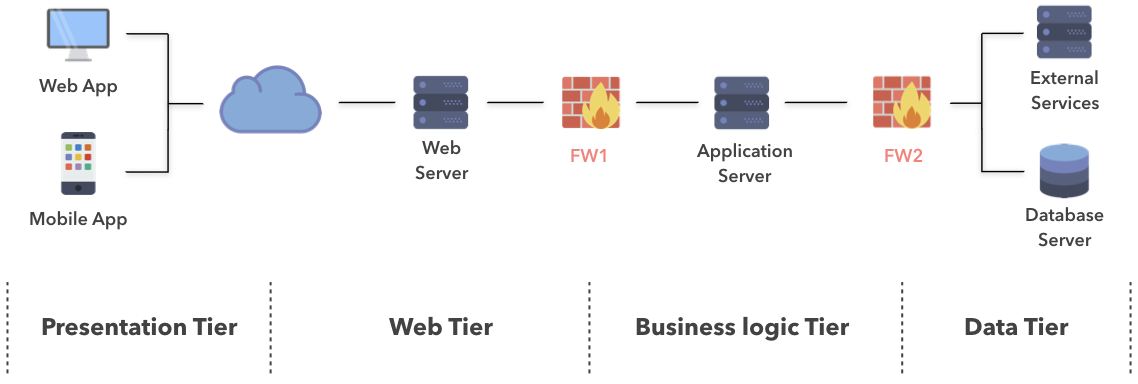 Web App
Mobile App
Web
Server
FW1
Application
Server
FW2
External
Services
Database
Server
Presentation Tier
Web Tier
Business logic Tier
Data Tier